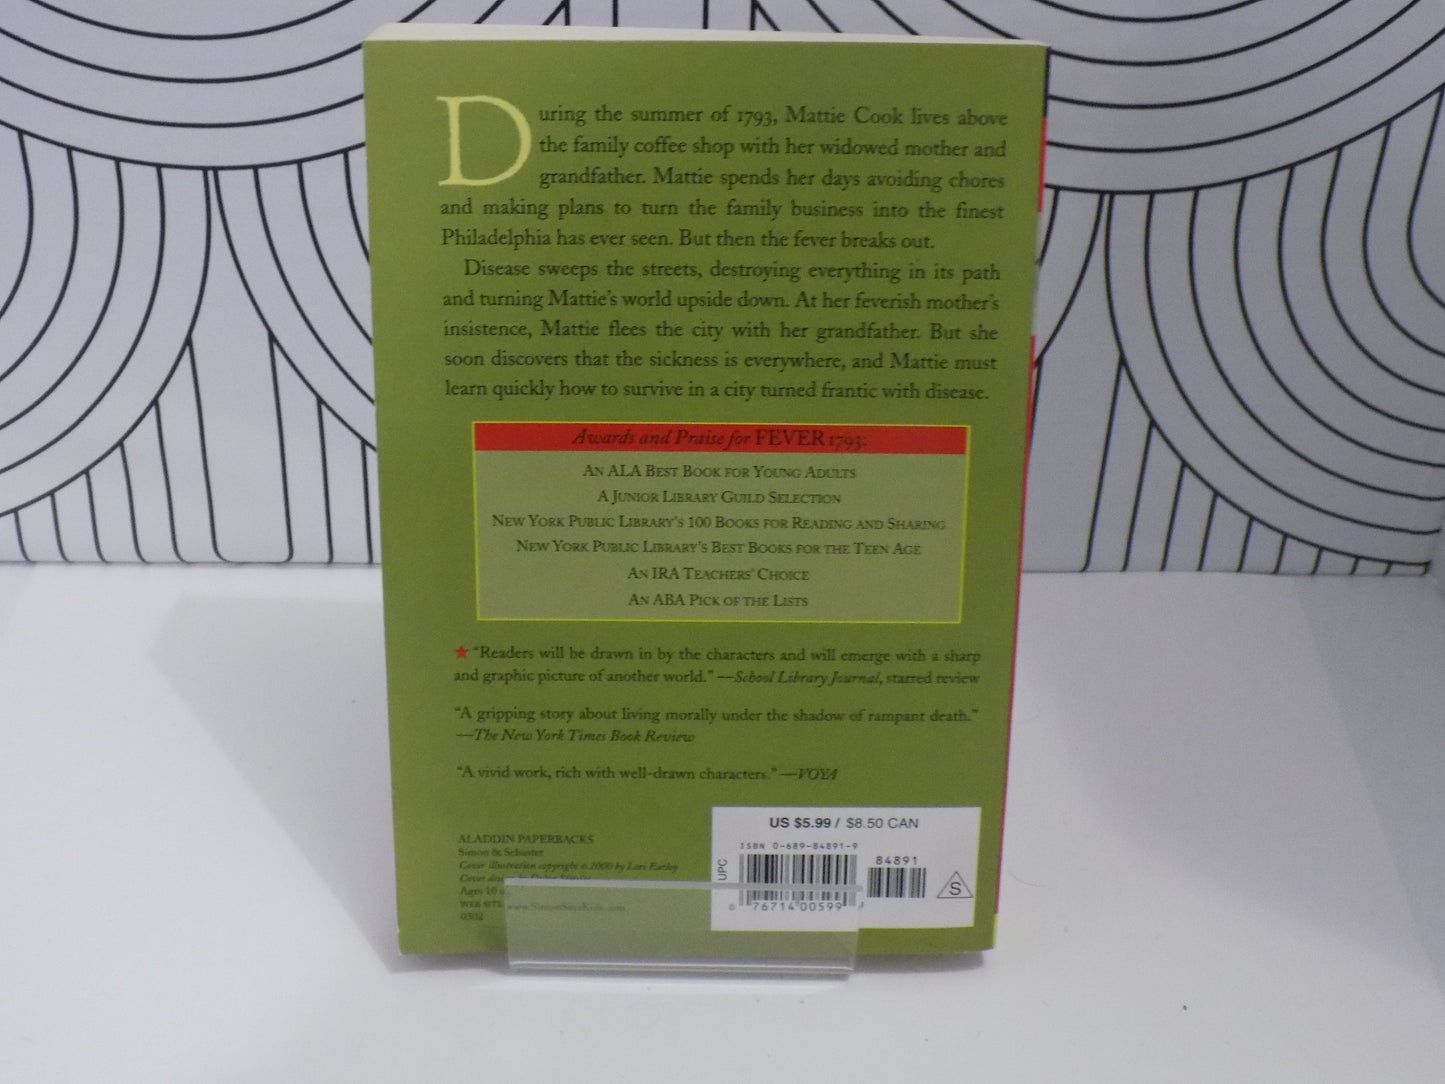 During the summer of 1793, Mattie Cook lives above
the family coffee shop with her widowed mother and
grandfather. Mattie spends her days avoiding chores
and making plans to turn the family business into the finest
Philadelphia has ever seen. But then the fever breaks out.
Disease sweeps the streets, destroying everything in its path
and turning Mattie's world upside down. At her feverish mother's
insistence, Mattie flees the city with her grandfather. But she
soon discovers that the sickness is everywhere, and Mattie must
learn quickly how to survive in a city turned frantic with disease.
Awards and Praise for FEVER 1793:
AN ALA BEST BOOK FOR YOUNG ADULTS
A JUNIOR LIBRARY GUILD SELECTION
NEW YORK PUBLIC LIBRARY'S 100 BOOKS FOR READING AND SHARING
NEW YORK PUBLIC LIBRARY'S BEST BOOKS FOR THE TEEN AGE
AN IRA TEACHERS' CHOICE
AN ABA PICK OF THE LISTS
★ "Readers will be drawn in by the characters and will emerge with a sharp
and graphic picture of another world." —School Library Journal, starred review
"A gripping story about living morally under the shadow of rampant death."
—The New York Times Book Review
"A vivid work, rich with well-drawn characters." —VOYA
ALADDIN PAPERBACKS
Simon & Schuster
Cover illustration copyright © 2000 by Lori Earley
Cover
Ages 10
WEB SITE www.SimonSaysKids.com
0302
US $5.99 / $8.50 CAN
ISBN 0-689-84891-9
84891
UPC
S
0 76714 00599